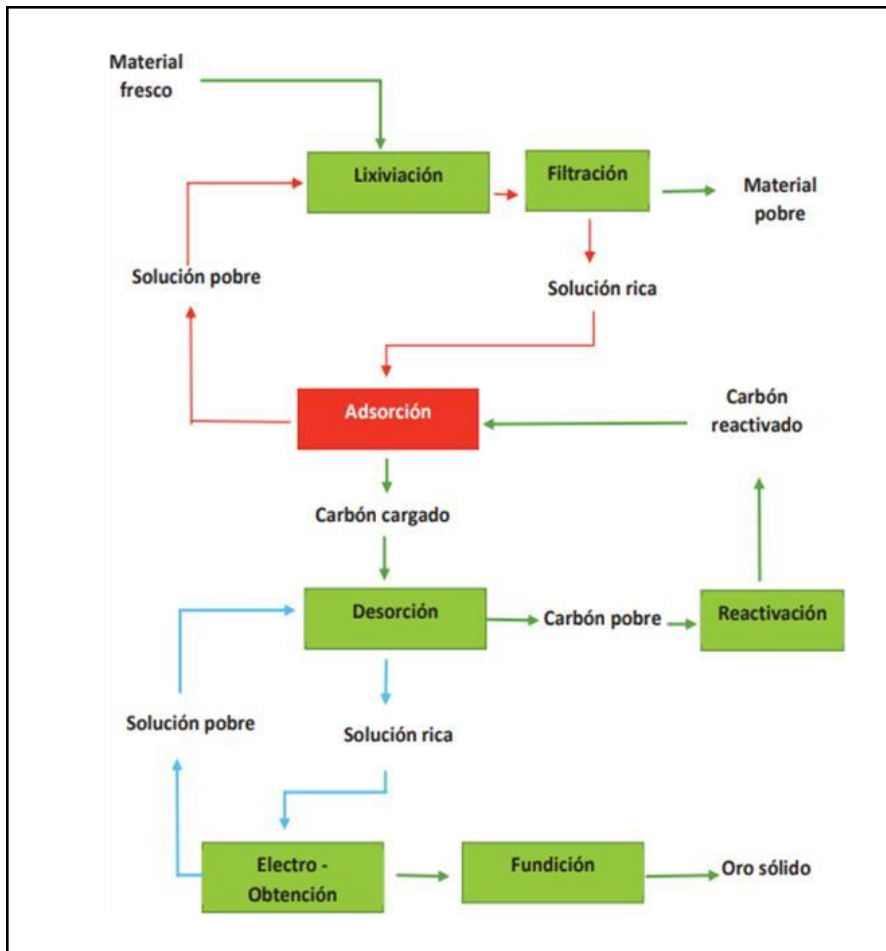 Material
fresco
Lixiviación
Filtración
Material
pobre
Solución pobre
Solución rica
Adsorción
Carbón
reactivado
Carbón cargado
Desorción
Carbón pobre
Reactivación
Solución pobre
Solución rica
Electro -
Obtención
Fundición
Oro sólido